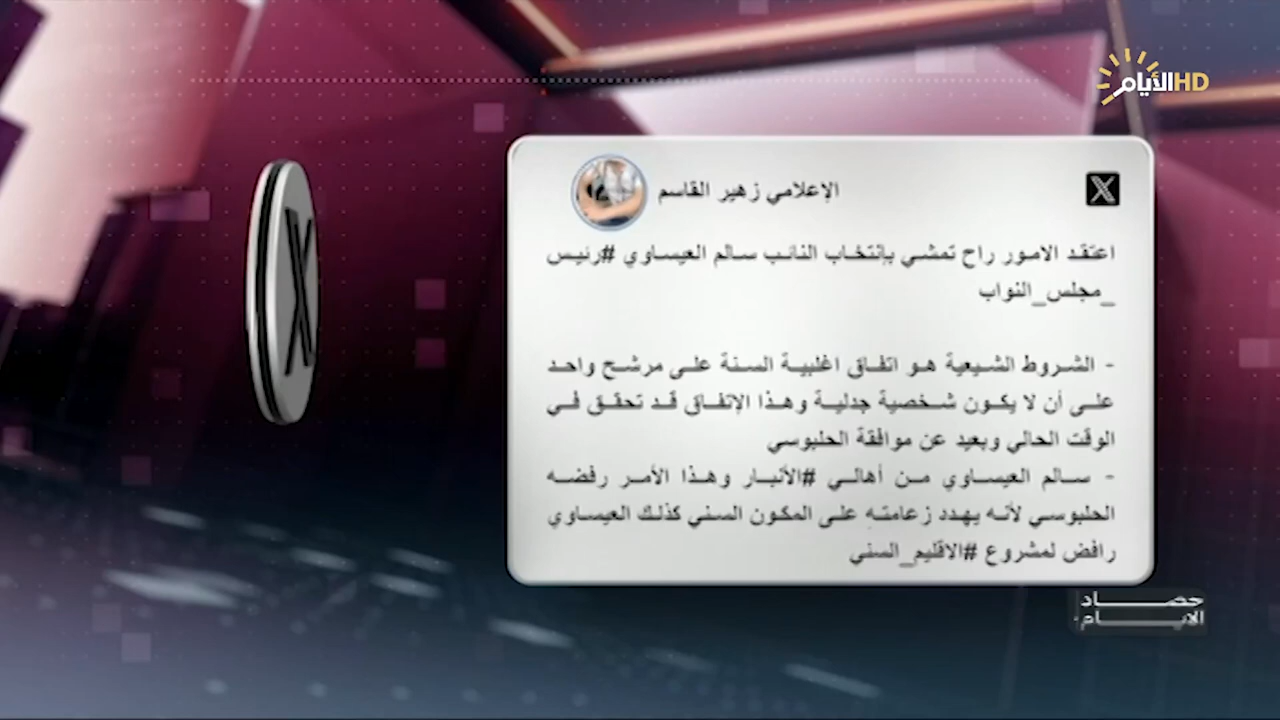 الأيام HD
الإعلامي زهير القاسم
اعتقد الامور راح تمشي بإنتخاب النائب سالم العيساوي #رئيس
_مجلس_النواب
- الشروط الشيعية هو اتفاق اغلبية السنة على مرشح واحد
على أن لا يكون شخصية جدلية وهذا الإتفاق قد تحقق في
الوقت الحالي وبعيد عن موافقة الحلبوسي
- سالم العيساوي من أهالي #الأنبار وهذا الأمر رفضه
الحلبوسي لأنه يهدد زعامته على المكون السني كذلك العيساوي
رافض لمشروع #الاقليم_السني
حصاد
الايام